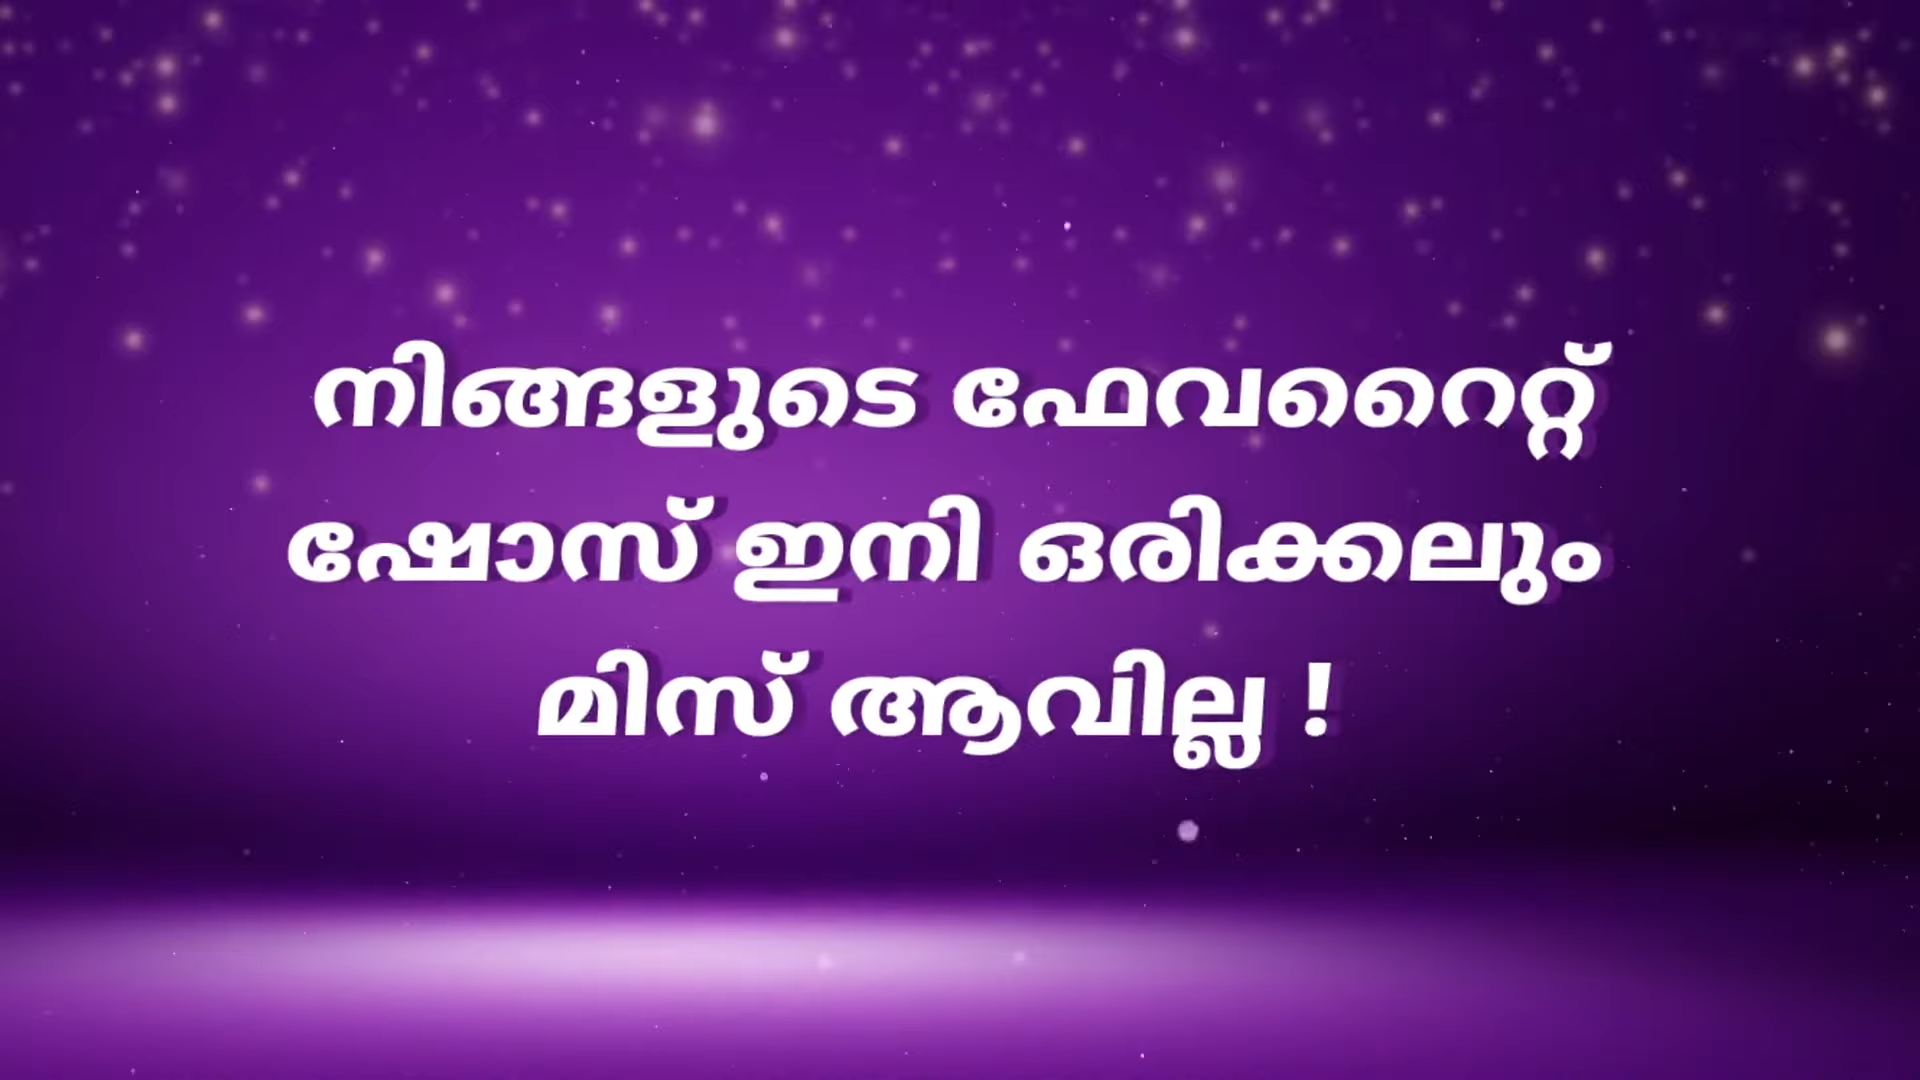 നിങ്ങളുടെ ഫേവറൈറ്റ്
ഷോസ് ഇനി ഒരിക്കലും
മിസ് ആവില്ല !